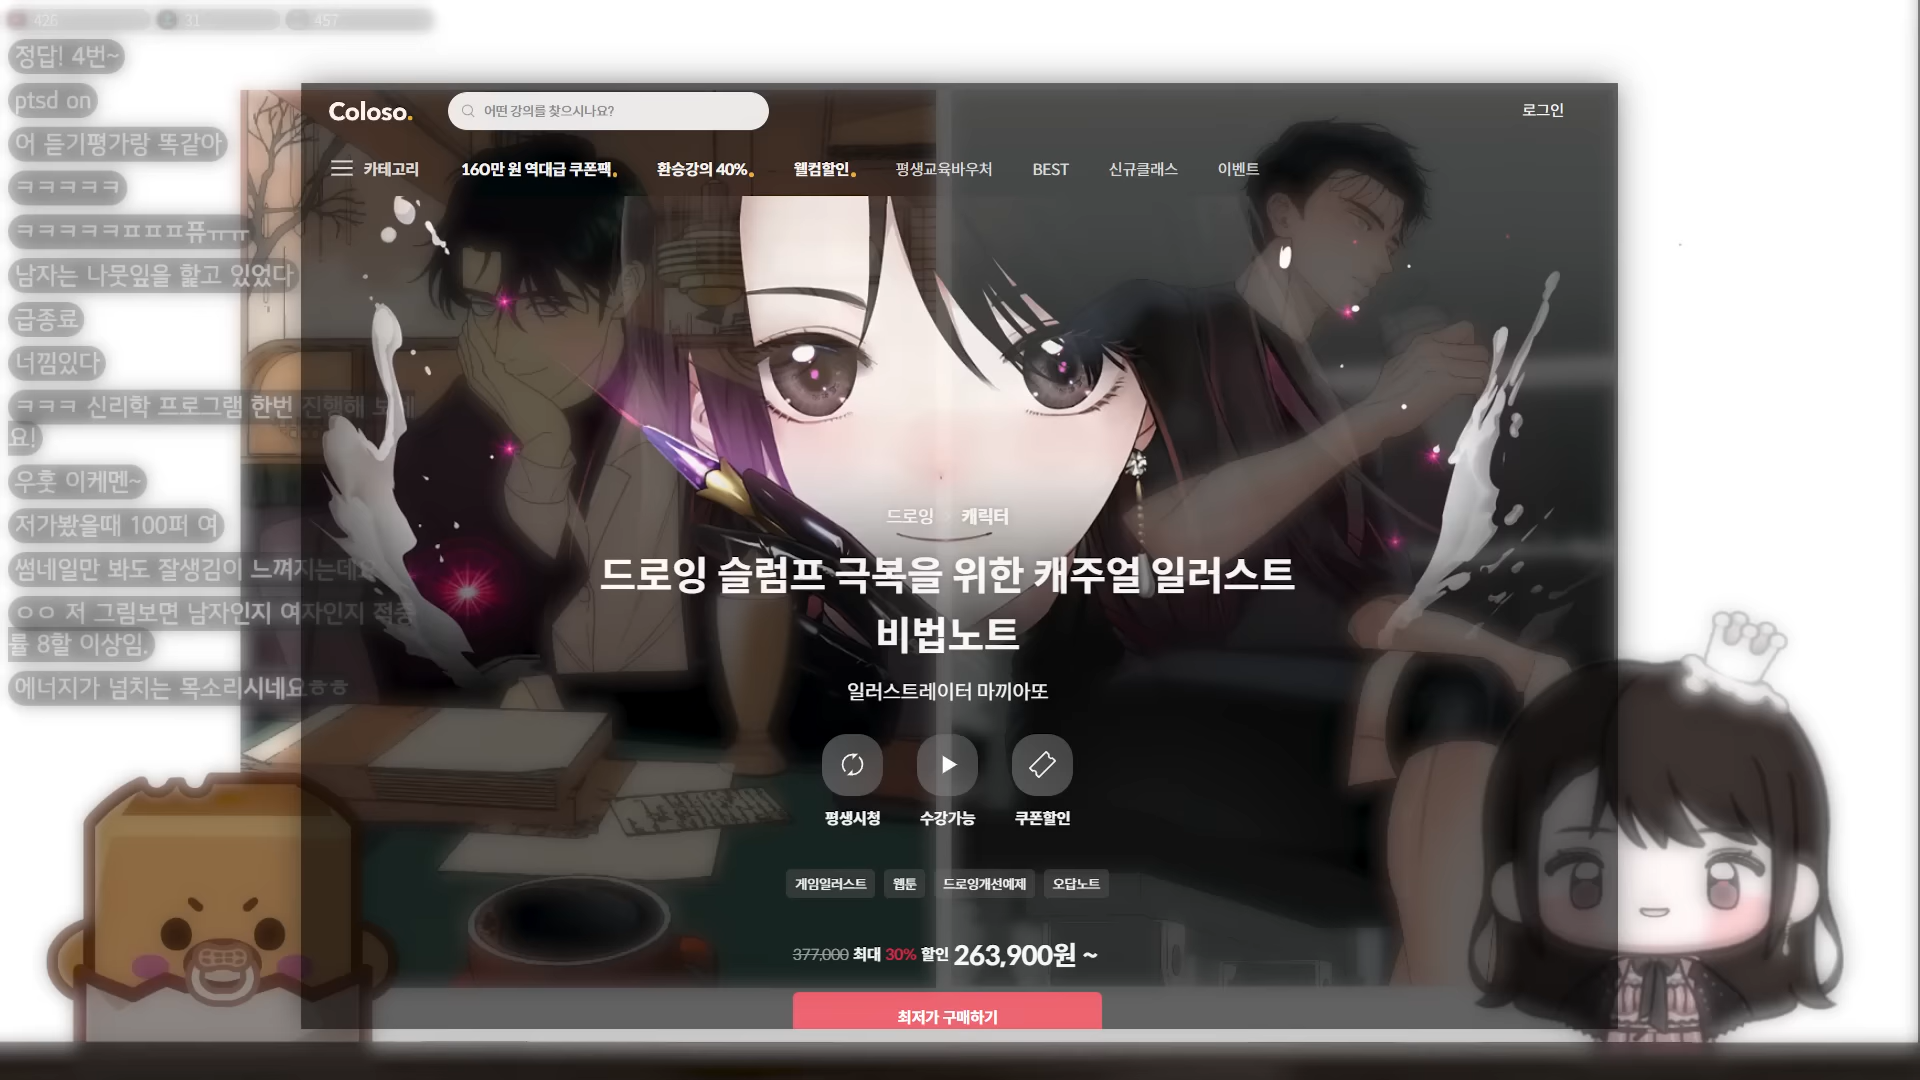 426
31
457
정답! 4번~
ptsd on
어 듣기평가랑 똑같아
ㅋㅋㅋㅋㅋ
ㅋㅋㅋㅋㅋㅍㅍㅍ퓨ㅠㅠ
남자는 나뭇잎을 핥고 있었다
급종료
너낌있다
ㅋㅋㅋ 신리학 프로그램 한번 진행해 보세
요!
우훗 이케멘~
저가봤을때 100퍼 여
썸네일만 봐도 잘생김이 느껴지는데요
ㅇㅇ 저 그림보면 남자인지 여자인지 적중
률 8할 이상임.
에너지가 넘치는 목소리시네요ㅎㅎ
Coloso.
어떤 강의를 찾으시나요?
로그인
카테고리 160만 원 역대급 쿠폰팩. 환승강의 40%. 웰컴할인. 평생교육바우처 BEST 신규클래스 이벤트
드로잉 캐릭터
드로잉 슬럼프 극복을 위한 캐주얼 일러스트
비법노트
일러스트레이터 마끼아또
평생시청 수강가능 쿠폰할인
게임일러스트 웹툰 드로잉개선예제 오답노트
377,000 최대 30% 할인 263,900원 ~
최저가 구매하기